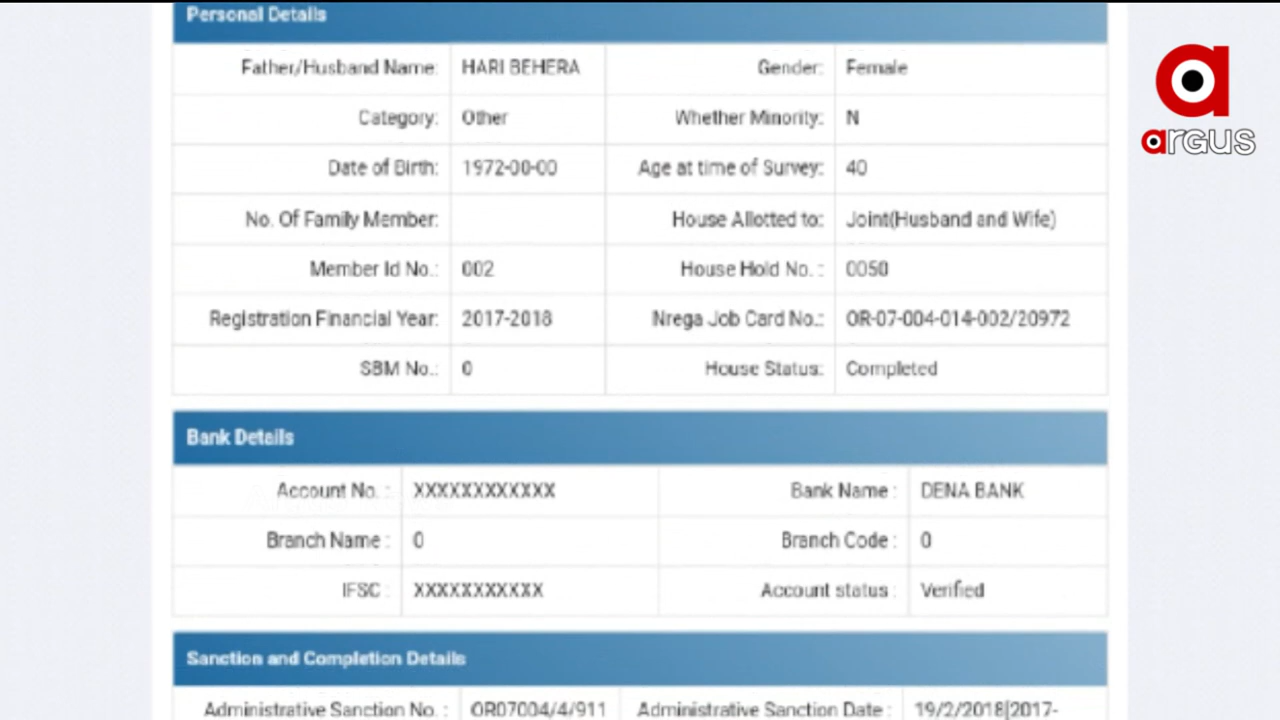 Personal Details
Father/Husband Name: HARI BEHERA Gender: Female
Category: Other Whether Minority: N
Date of Birth: 1972-00-00 Age at time of Survey: 40
No. Of Family Member: House Allotted to: Joint(Husband and Wife)
Member Id No.: 002 House Hold No. : 0050
Registration Financial Year: 2017-2018 Nrega Job Card No.: OR-07-004-014-002/20972
SBM No.: 0 House Status: Completed
Bank Details
Account No. : XXXXXXXXXXXX Bank Name : DENA BANK
Branch Name : 0 Branch Code : 0
IFSC : XXXXXXXXXXX Account status : Verified
Sanction and Completion Details
Administrative Sanction No. : OR07004/4/911 Administrative Sanction Date : 19/2/2018|2017-
argus